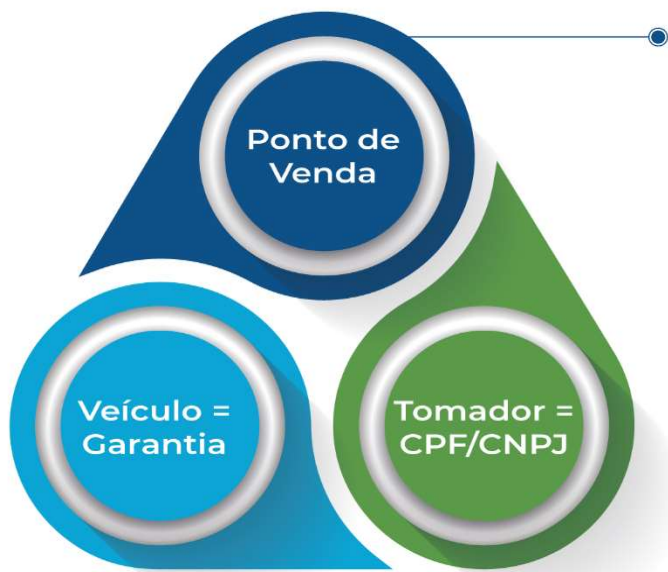 Ponto de
Venda
Veículo =
Garantia
Tomador =
CPF/CNPJ